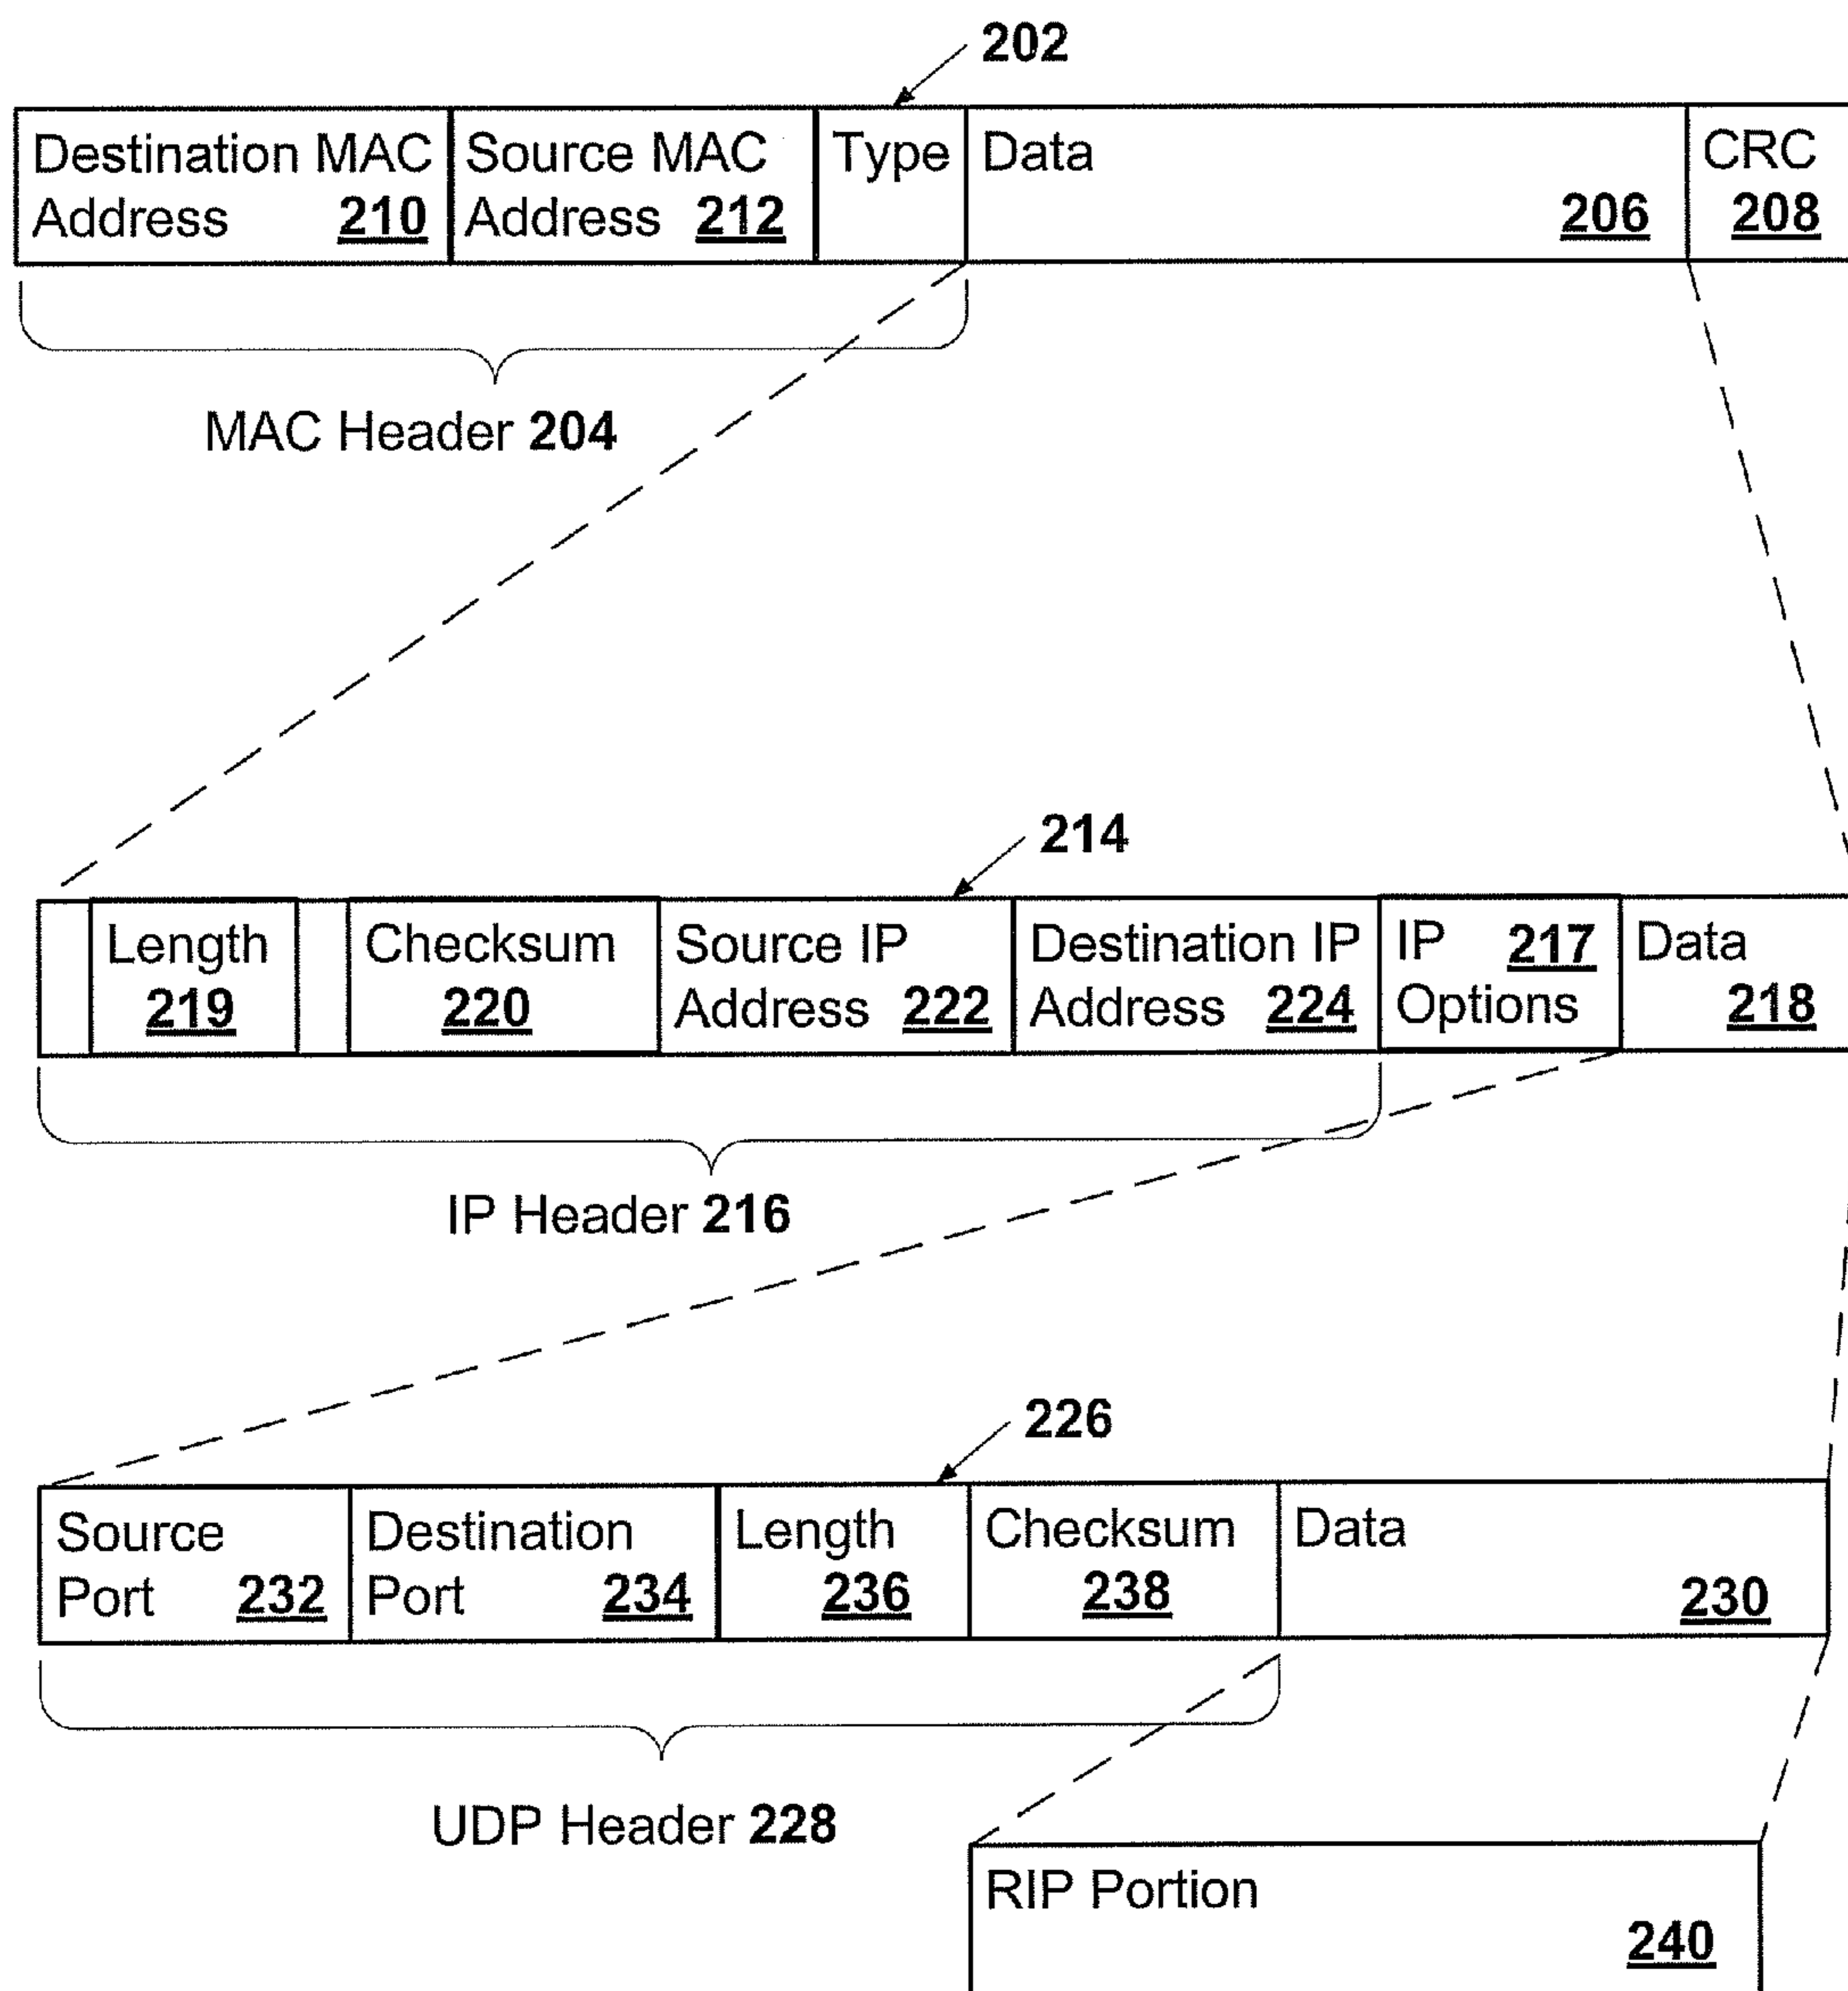 202
Destination MAC
Address 210
Source MAC
Address 212
Type
Data
206
CRC
208
MAC Header 204
214
Length
219
Checksum
220
Source IP
Address 222
Destination IP
Address 224
IP 217
Options
Data
218
IP Header 216
226
Source
Port 232
Destination
Port 234
Length
236
Checksum
238
Data
230
UDP Header 228
RIP Portion
240